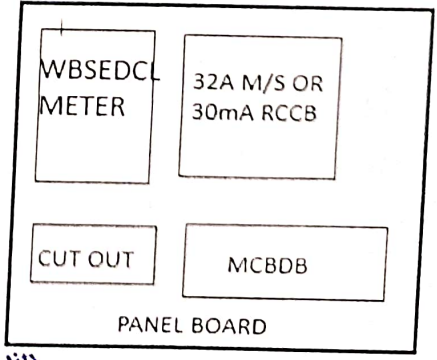 WBSEDCL
METER
32A M/S OR
30mA RCCB
CUT OUT
MCBDB
PANEL BOARD